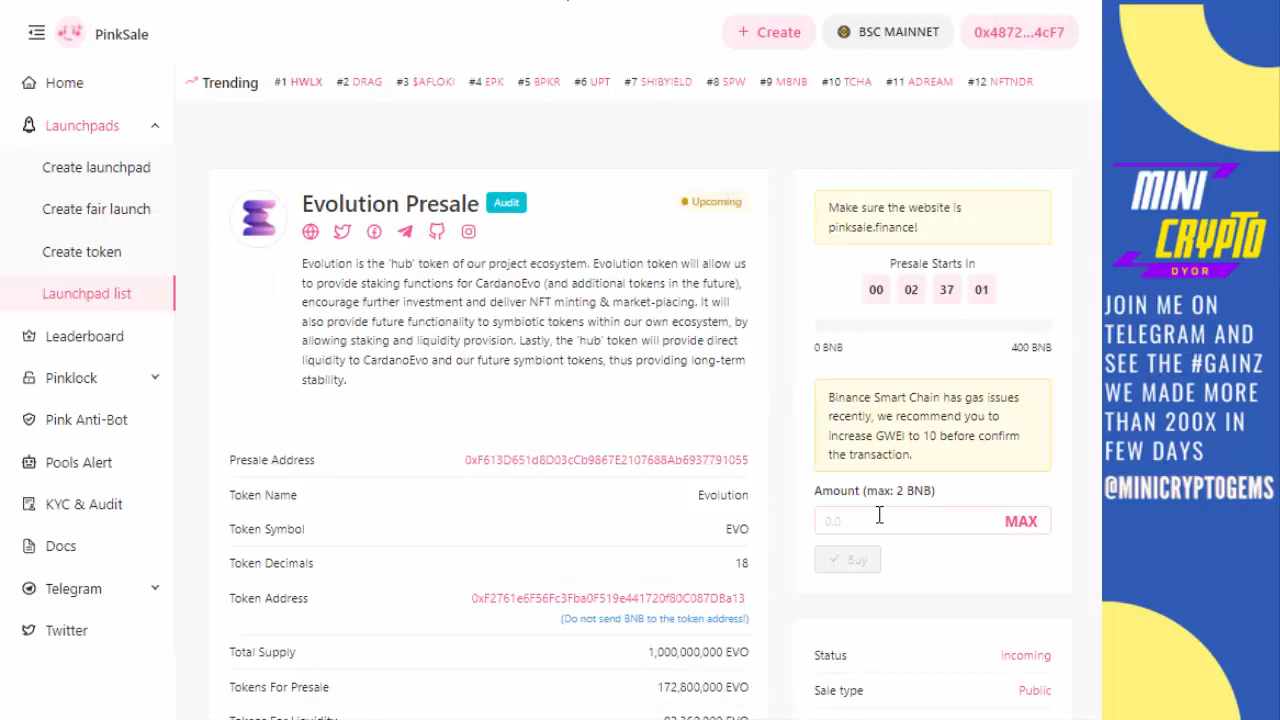 PinkSale
+ Create
BSC MAINNET
0x4872...4cF7
Home
Launchpads
Create launchpad
Create fair launch
Create token
Launchpad list
Leaderboard
Pinklock
Pink Anti-Bot
Pools Alert
KYC & Audit
Docs
Telegram
Twitter
Trending #1 HWLX #2 DRAG #3 $AFLOKI #4 EPK #5 BPKR #6 UPT #7 SHIBYIELD #8 SPW #9 MBNB #10 TCHA #11 ADREAM #12 NFTNDR
Evolution Presale Audit
Upcoming
Evolution is the 'hub' token of our project ecosystem. Evolution token will allow us
to provide staking functions for CardanoEvo (and additional tokens in the future),
encourage further investment and deliver NFT minting & market-placing. It will
also provide future functionality to symbiotic tokens within our own ecosystem, by
allowing staking and liquidity provision. Lastly, the 'hub' token will provide direct
liquidity to CardanoEvo and our future symbiont tokens, thus providing long-term
stability.
Presale Address 0xF613D651d8D03cCb9867E2107688Ab6937791055
Token Name Evolution
Token Symbol EVO
Token Decimals 18
Token Address 0xF2761e6F56Fc3Fba0F519e441720f80C087DBa13
(Do not send BNB to the token address!)
Total Supply 1,000,000,000 EVO
Tokens For Presale 172,800,000 EVO
Make sure the website is
pinksale.finance!
Presale Starts In
00 02 37 01
0 BNB 400 BNB
Binance Smart Chain has gas issues
recently, we recommend you to
increase GWEI to 10 before confirm
the transaction.
Amount (max: 2 BNB)
0.0 MAX
Buy
Status incoming
Sale type Public
MINI
CRYPTO
DYOR
JOIN ME ON
TELEGRAM AND
SEE THE #GAINZ
WE MADE MORE
THAN 200X IN
FEW DAYS
@MINICRYPTOGEMS